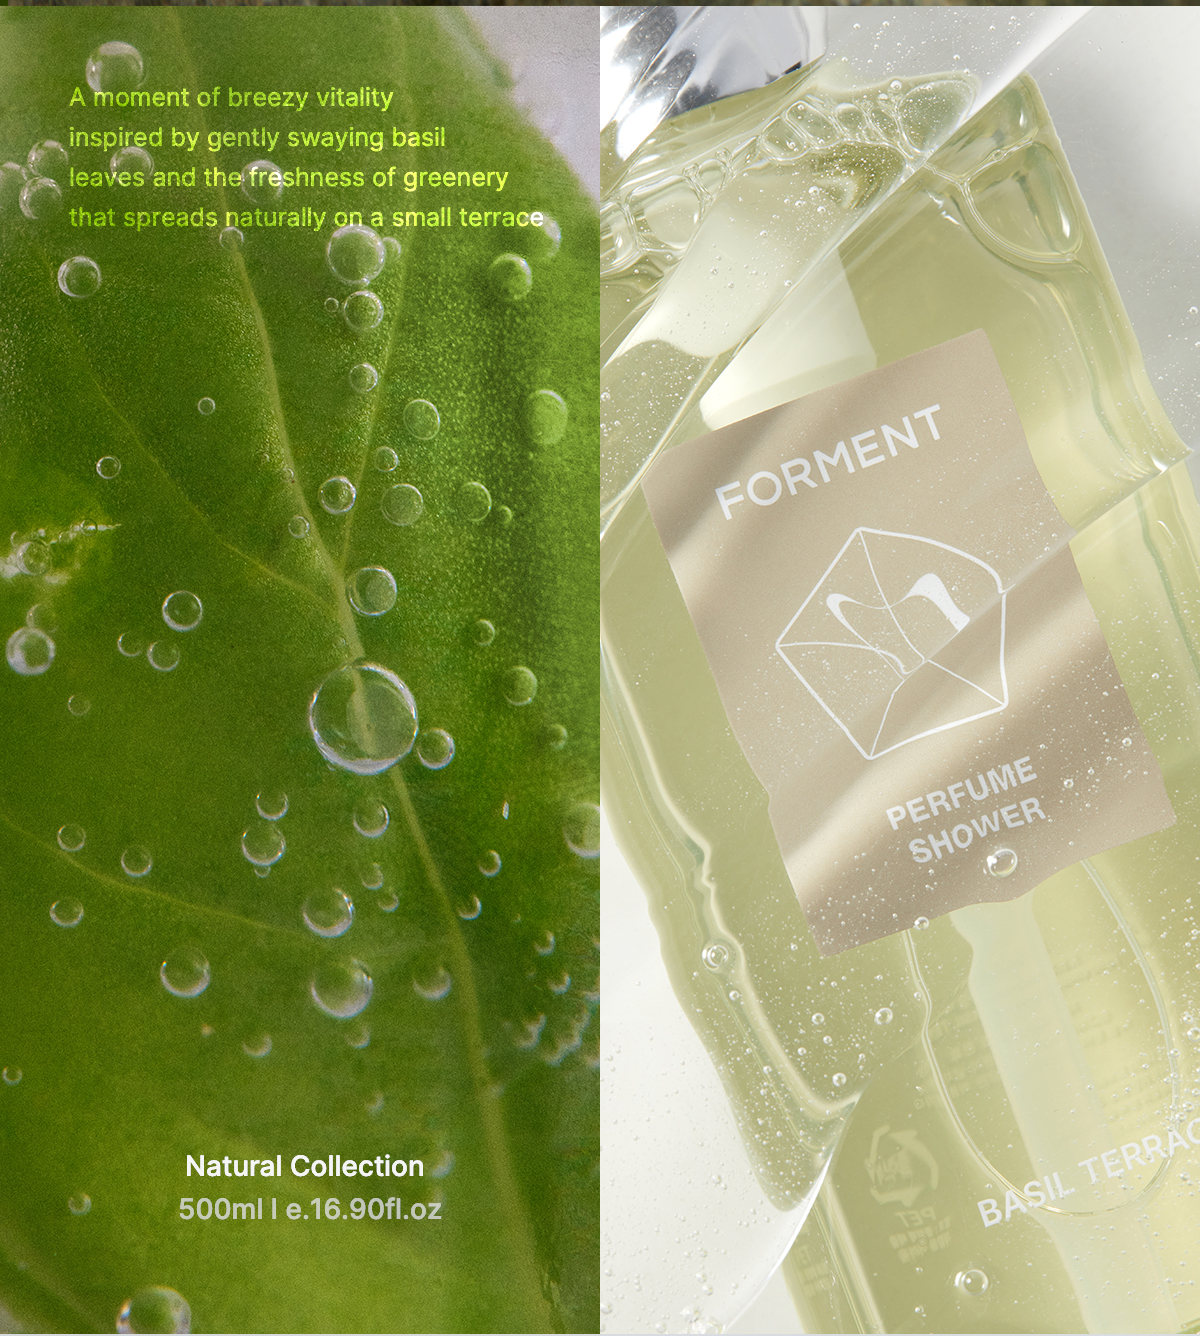 A moment of breezy vitality
inspired by gently swaying basil
leaves and the freshness of greenery
that spreads naturally on a small terrace
Natural Collection
500ml l e.16.90fl.oz
FORMENT
PERFUME
SHOWER
BASIL TERRAC
PET